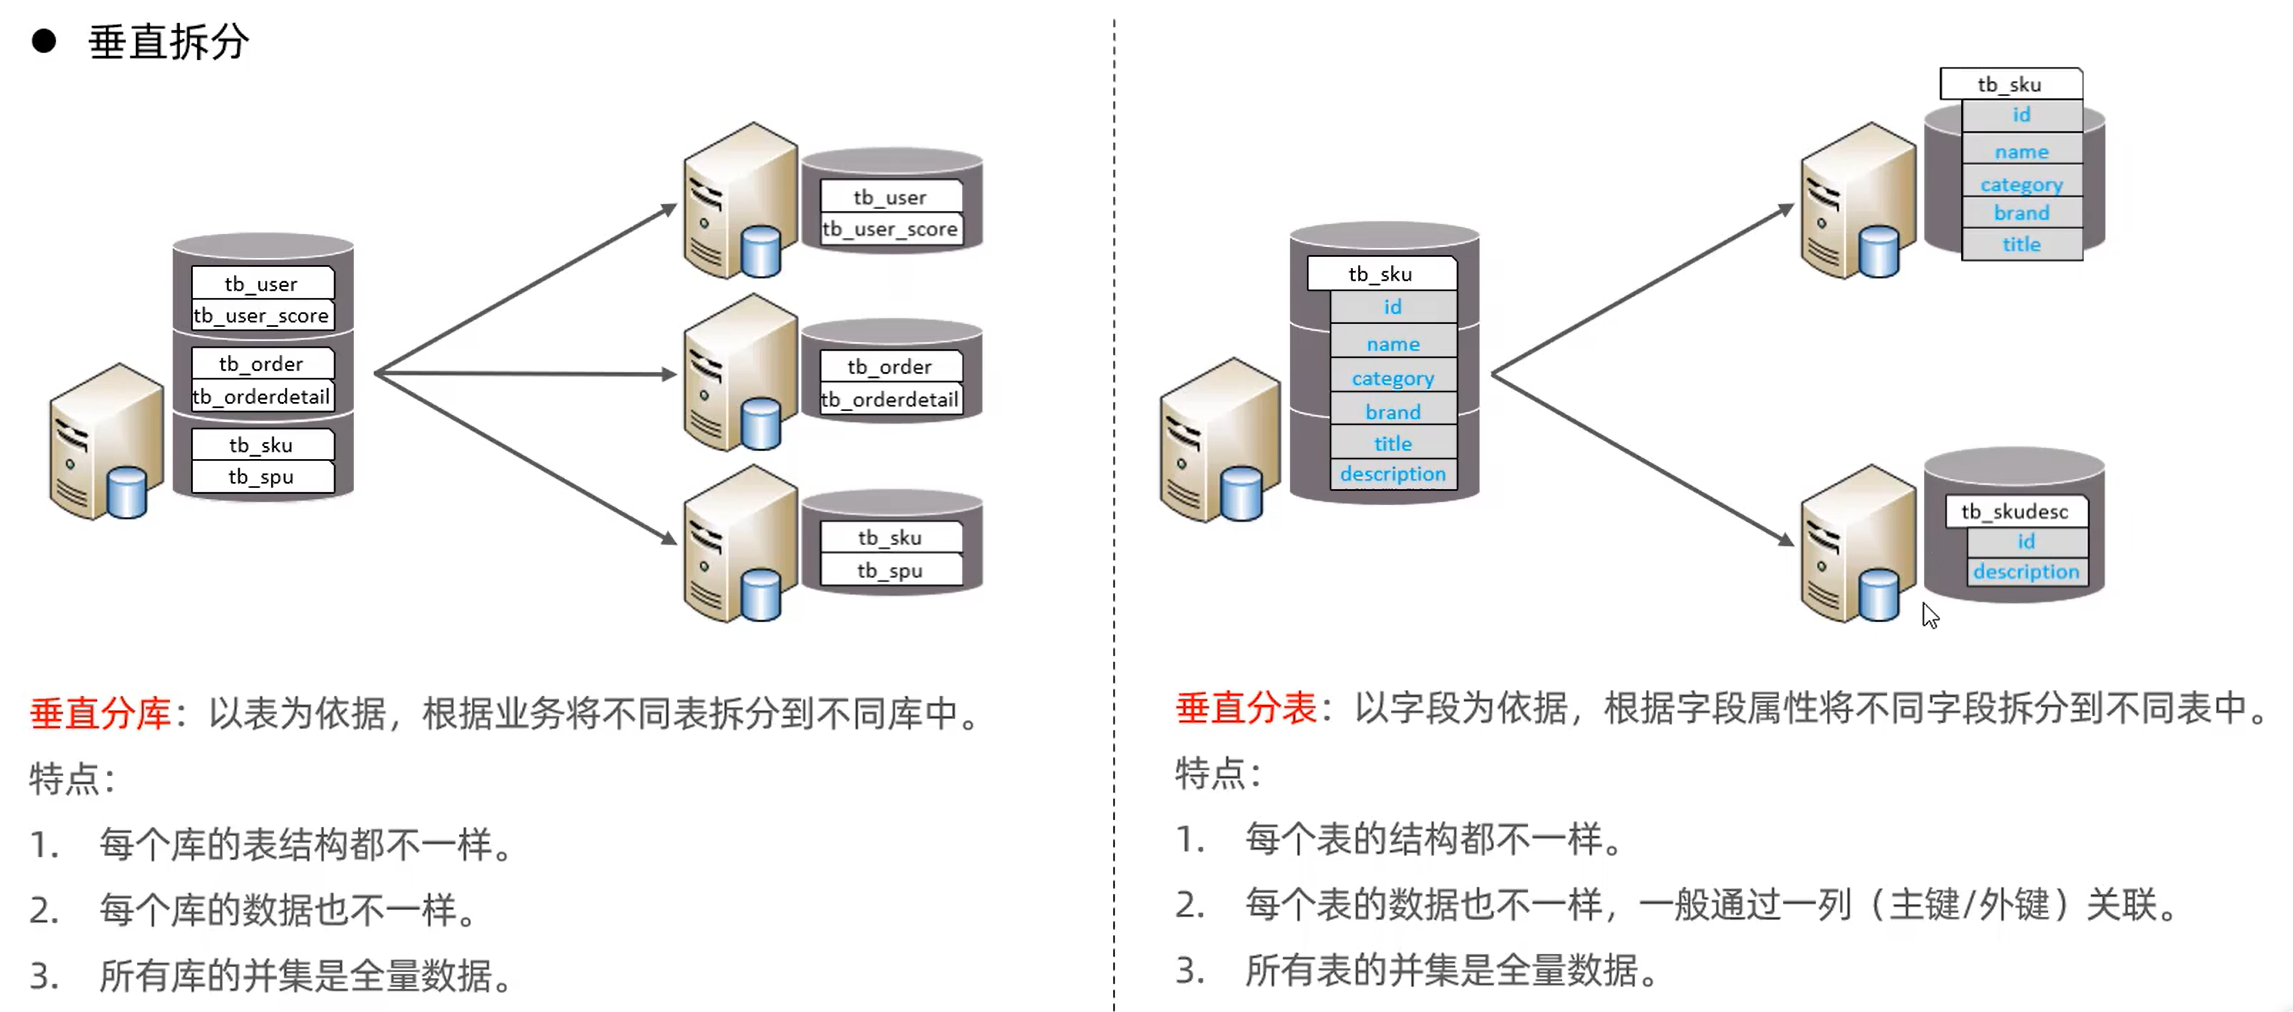 ● 垂直拆分
tb_user
tb_user_score
tb_order
tb_orderdetail
tb_sku
tb_spu
tb_user
tb_user_score
tb_order
tb_orderdetail
tb_sku
tb_spu
垂直分库：以表为依据，根据业务将不同表拆分到不同库中。
特点：
1. 每个库的表结构都不一样。
2. 每个库的数据也不一样。
3. 所有库的并集是全量数据。
tb_sku
id
name
category
brand
title
description
tb_sku
id
name
category
brand
title
tb_skudesc
id
description
垂直分表：以字段为依据，根据字段属性将不同字段拆分到不同表中。
特点：
1. 每个表的结构都不一样。
2. 每个表的数据也不一样，一般通过一列（主键/外键）关联。
3. 所有表的并集是全量数据。